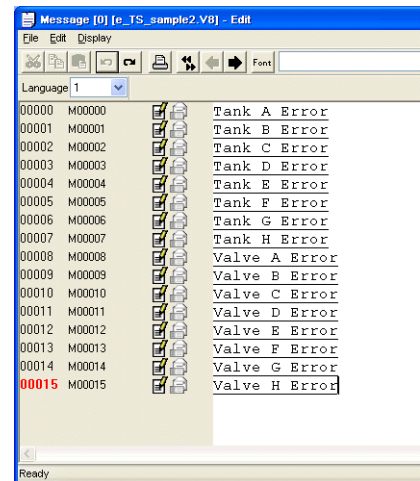 Message [0] [e_TS_sample2.V8] - Edit
File Edit Display
Font
Language 1
00000 M00000 Tank A Error
00001 M00001 Tank B Error
00002 M00002 Tank C Error
00003 M00003 Tank D Error
00004 M00004 Tank E Error
00005 M00005 Tank F Error
00006 M00006 Tank G Error
00007 M00007 Tank H Error
00008 M00008 Valve A Error
00009 M00009 Valve B Error
00010 M00010 Valve C Error
00011 M00011 Valve D Error
00012 M00012 Valve E Error
00013 M00013 Valve F Error
00014 M00014 Valve G Error
00015 M00015 Valve H Error
Ready